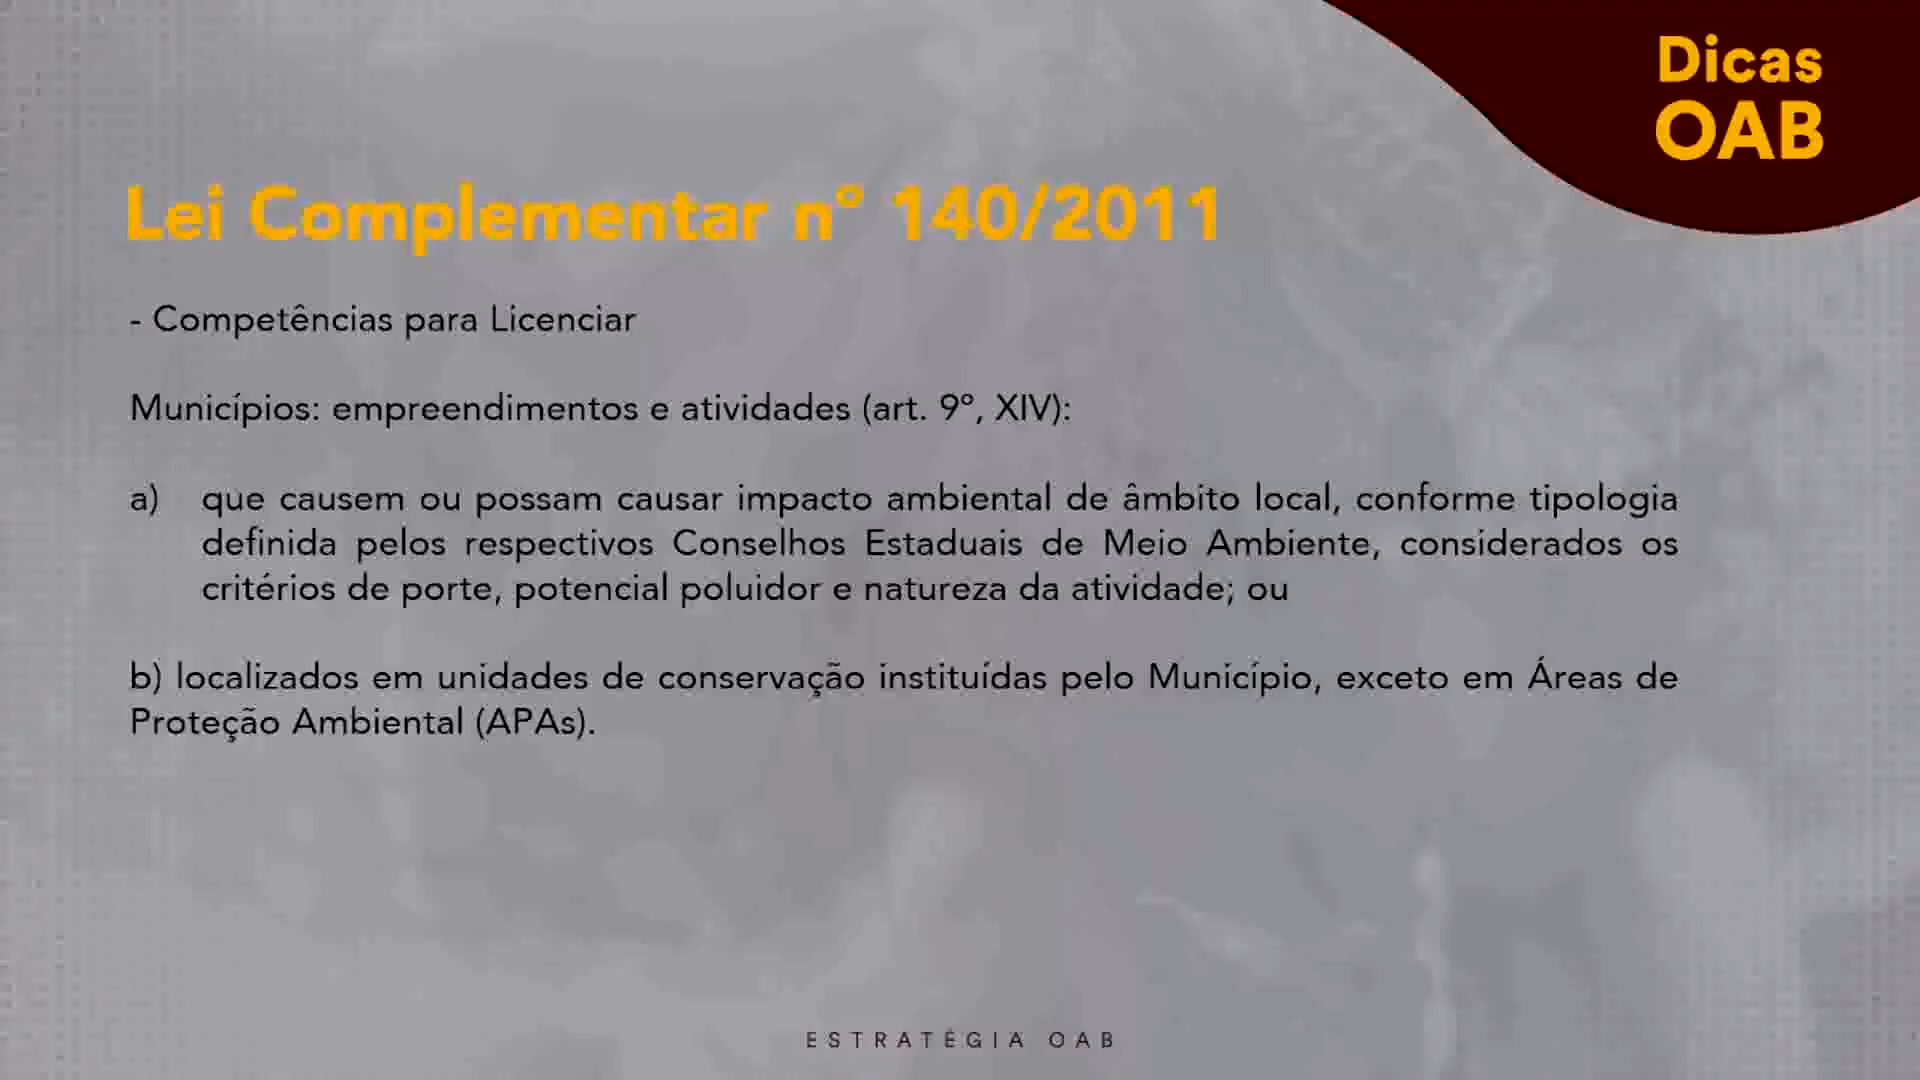 Dicas
OAB
Lei Complementar nº 140/2011
- Competências para Licenciar
Municípios: empreendimentos e atividades (art. 9º, XIV):
a) que causem ou possam causar impacto ambiental de âmbito local, conforme tipologia
definida pelos respectivos Conselhos Estaduais de Meio Ambiente, considerados os
critérios de porte, potencial poluidor e natureza da atividade; ou
b) localizados em unidades de conservação instituídas pelo Município, exceto em Áreas de
Proteção Ambiental (APAs).
ESTRATÉGIA OAB